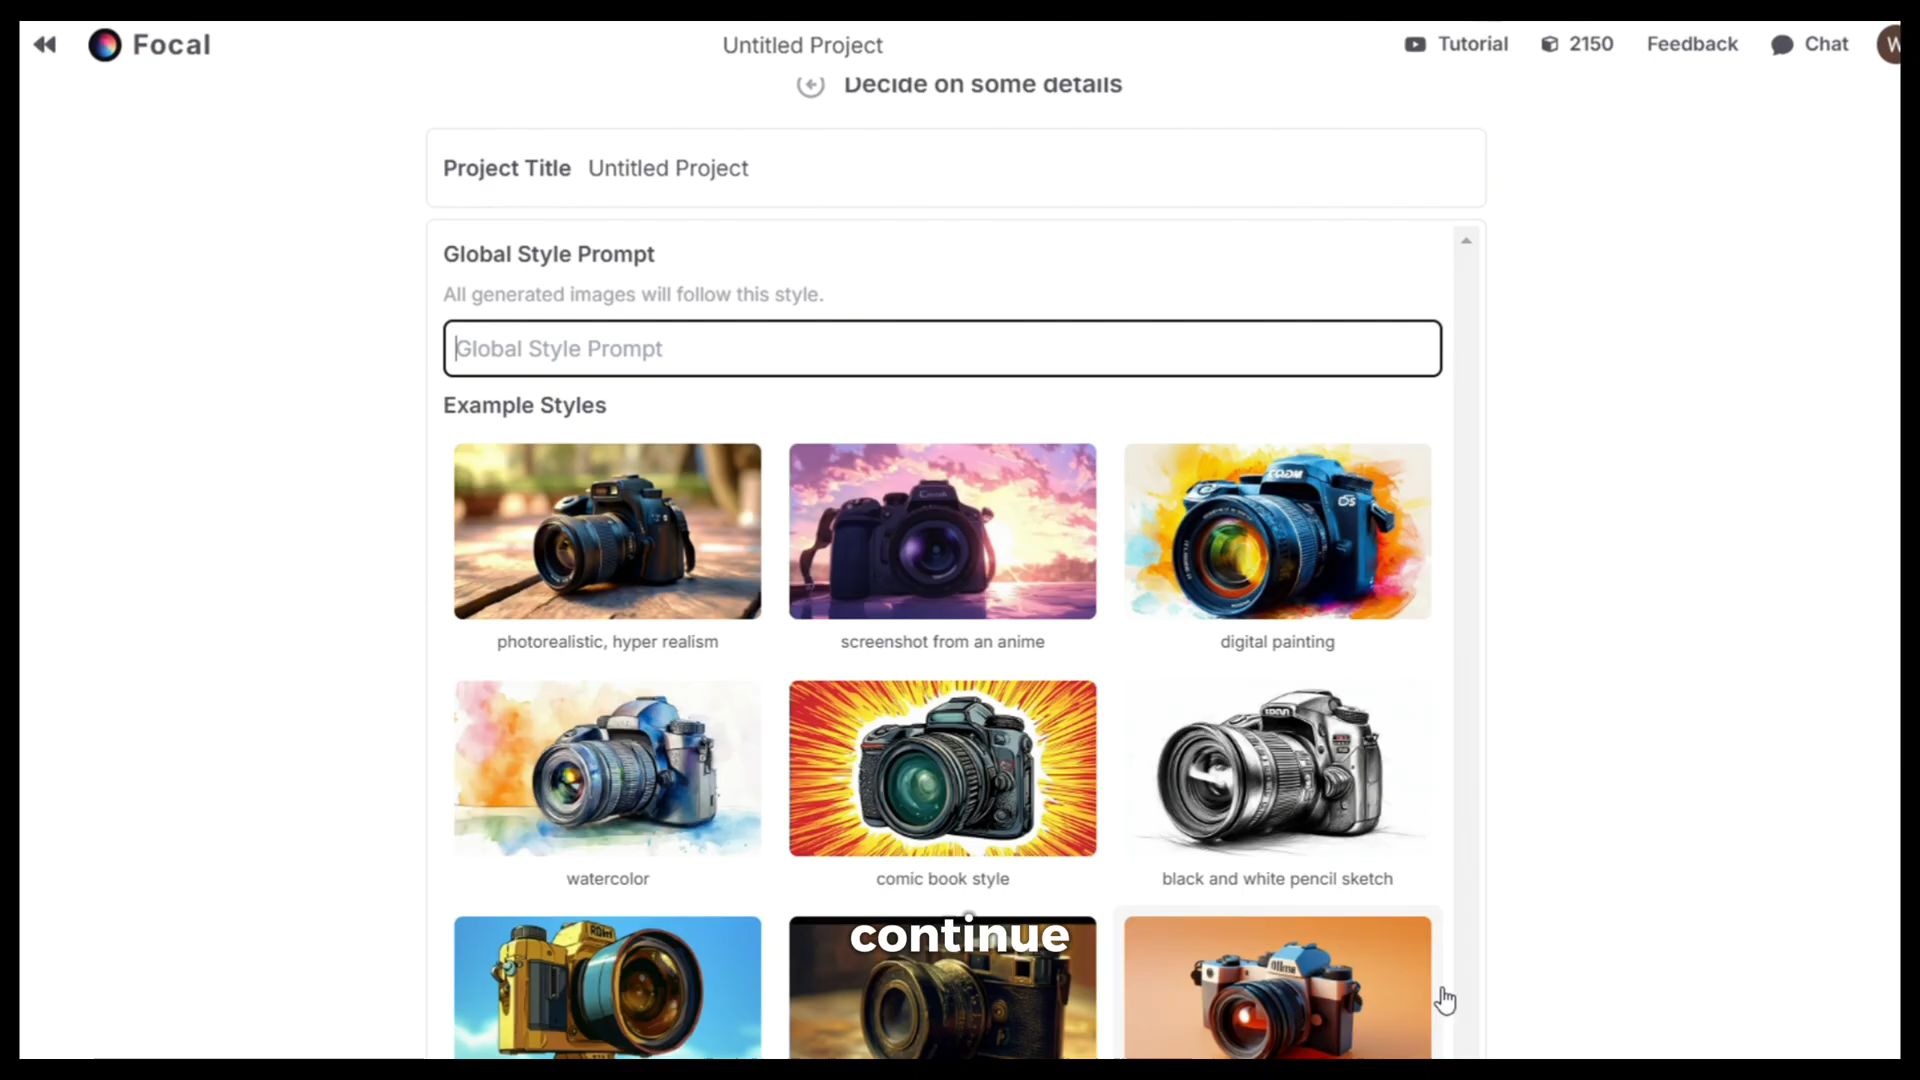 Focal
Untitled Project
Tutorial
2150
Feedback
Chat
W
Decide on some details
Project Title Untitled Project
Global Style Prompt
All generated images will follow this style.
Global Style Prompt
Example Styles
photorealistic, hyper realism
screenshot from an anime
digital painting
watercolor
comic book style
black and white pencil sketch
continue